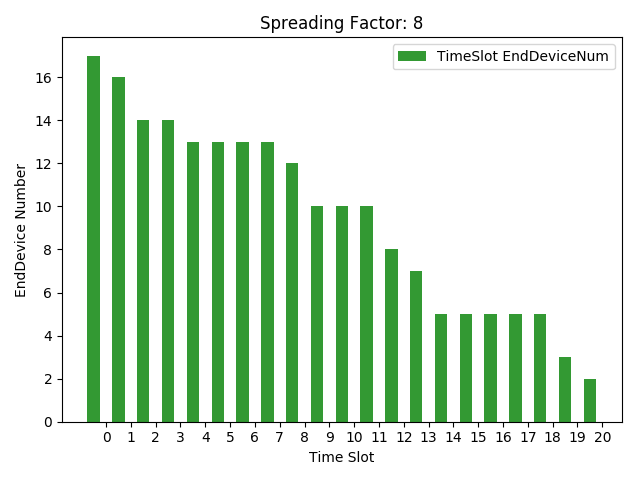 Spreading Factor: 8
TimeSlot EndDeviceNum
EndDevice Number
16
14
12
10
8
6
4
2
0
0 1 2 3 4 5 6 7 8 9 10 11 12 13 14 15 16 17 18 19 20
Time Slot